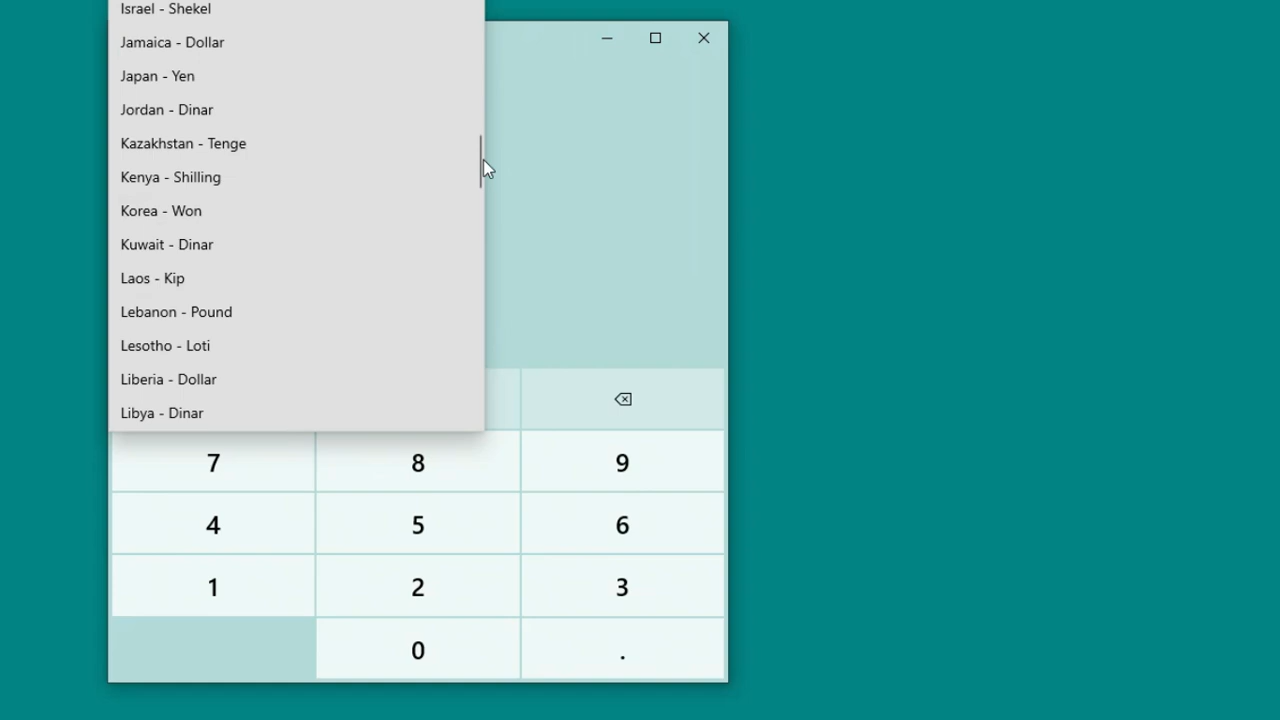 Israel - Shekel
Jamaica - Dollar
Japan - Yen
Jordan - Dinar
Kazakhstan - Tenge
Kenya - Shilling
Korea - Won
Kuwait - Dinar
Laos - Kip
Lebanon - Pound
Lesotho - Loti
Liberia - Dollar
Libya - Dinar
7 8 9
4 5 6
1 2 3
0 .